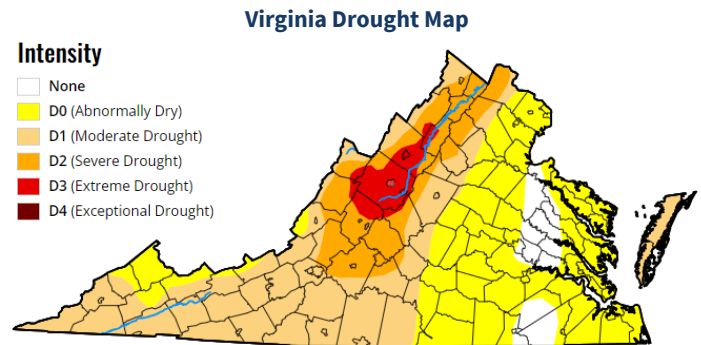 Virginia Drought Map
Intensity
None
D0 (Abnormally Dry)
D1 (Moderate Drought)
D2 (Severe Drought)
D3 (Extreme Drought)
D4 (Exceptional Drought)